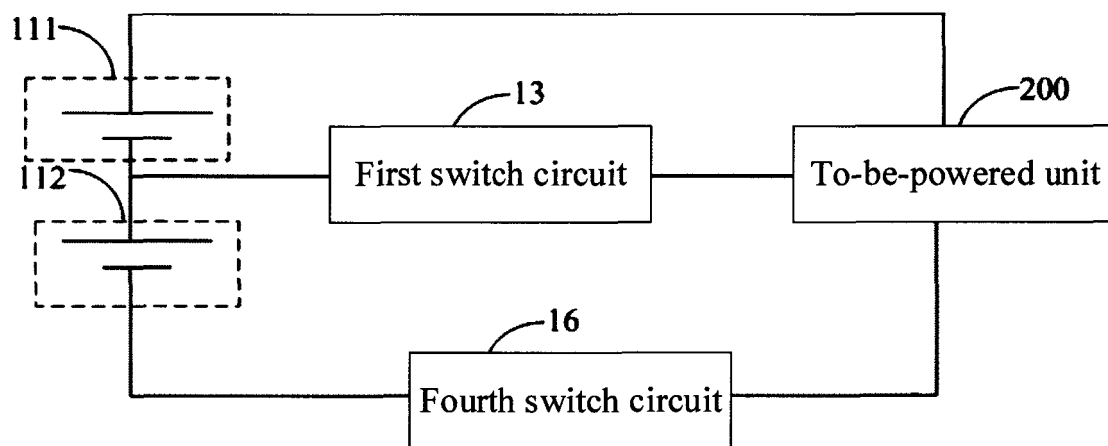 111
13
200
First switch circuit
To-be-powered unit
112
16
Fourth switch circuit